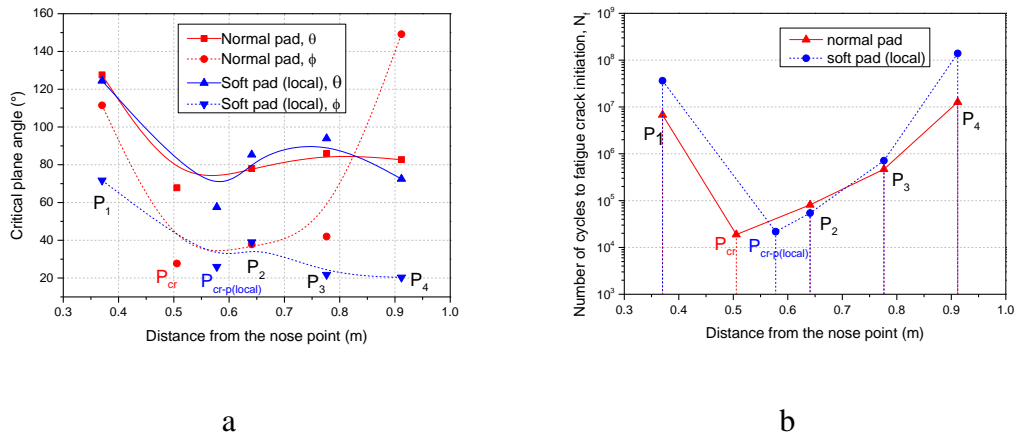 160
140
120
100
80
60
40
20
Critical plane angle (°)
Normal pad, θ
Normal pad, ϕ
Soft pad (local), θ
Soft pad (local), ϕ
P1
Pcr
Pcr-p(local)
P2
P3
P4
0.3 0.4 0.5 0.6 0.7 0.8 0.9 1.0
Distance from the nose point (m)
a
10⁹
10⁸
10⁷
10⁶
10⁵
10⁴
10³
Number of cycles to fatigue crack initiation, Nf
normal pad
soft pad (local)
P1
Pcr
Pcr-p(local)
P2
P3
P4
0.3 0.4 0.5 0.6 0.7 0.8 0.9 1.0
Distance from the nose point (m)
b